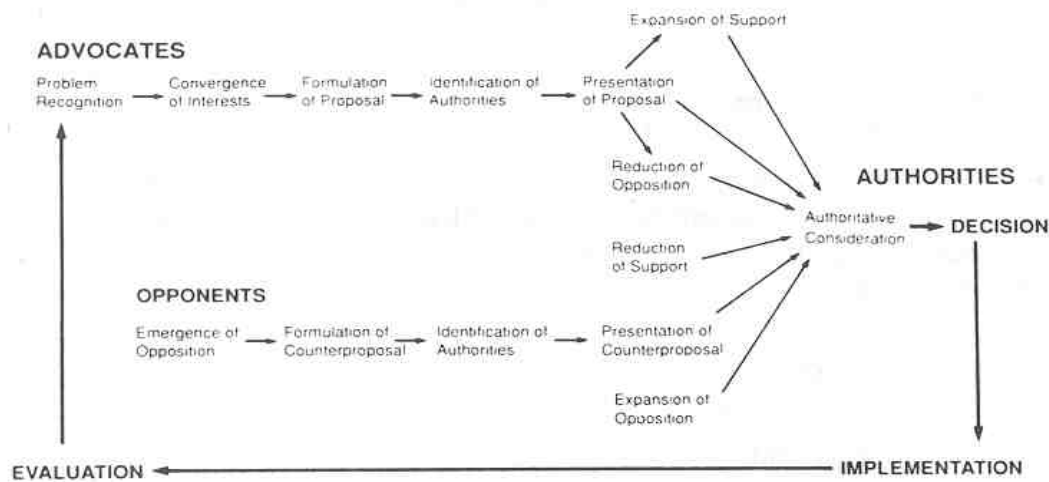 Expansion of Support
ADVOCATES
Problem
Recognition
Convergence
of Interests
Formulation
of Proposal
Identification of
Authorities
Presentation
of Proposal
Reduction of
Opposition
AUTHORITIES
Authoritative
Consideration
DECISION
Reduction
of Support
OPPONENTS
Emergence of
Opposition
Formulation of
Counterproposal
Identification of
Authorities
Presentation of
Counterproposal
Expansion of
Opposition
EVALUATION
IMPLEMENTATION